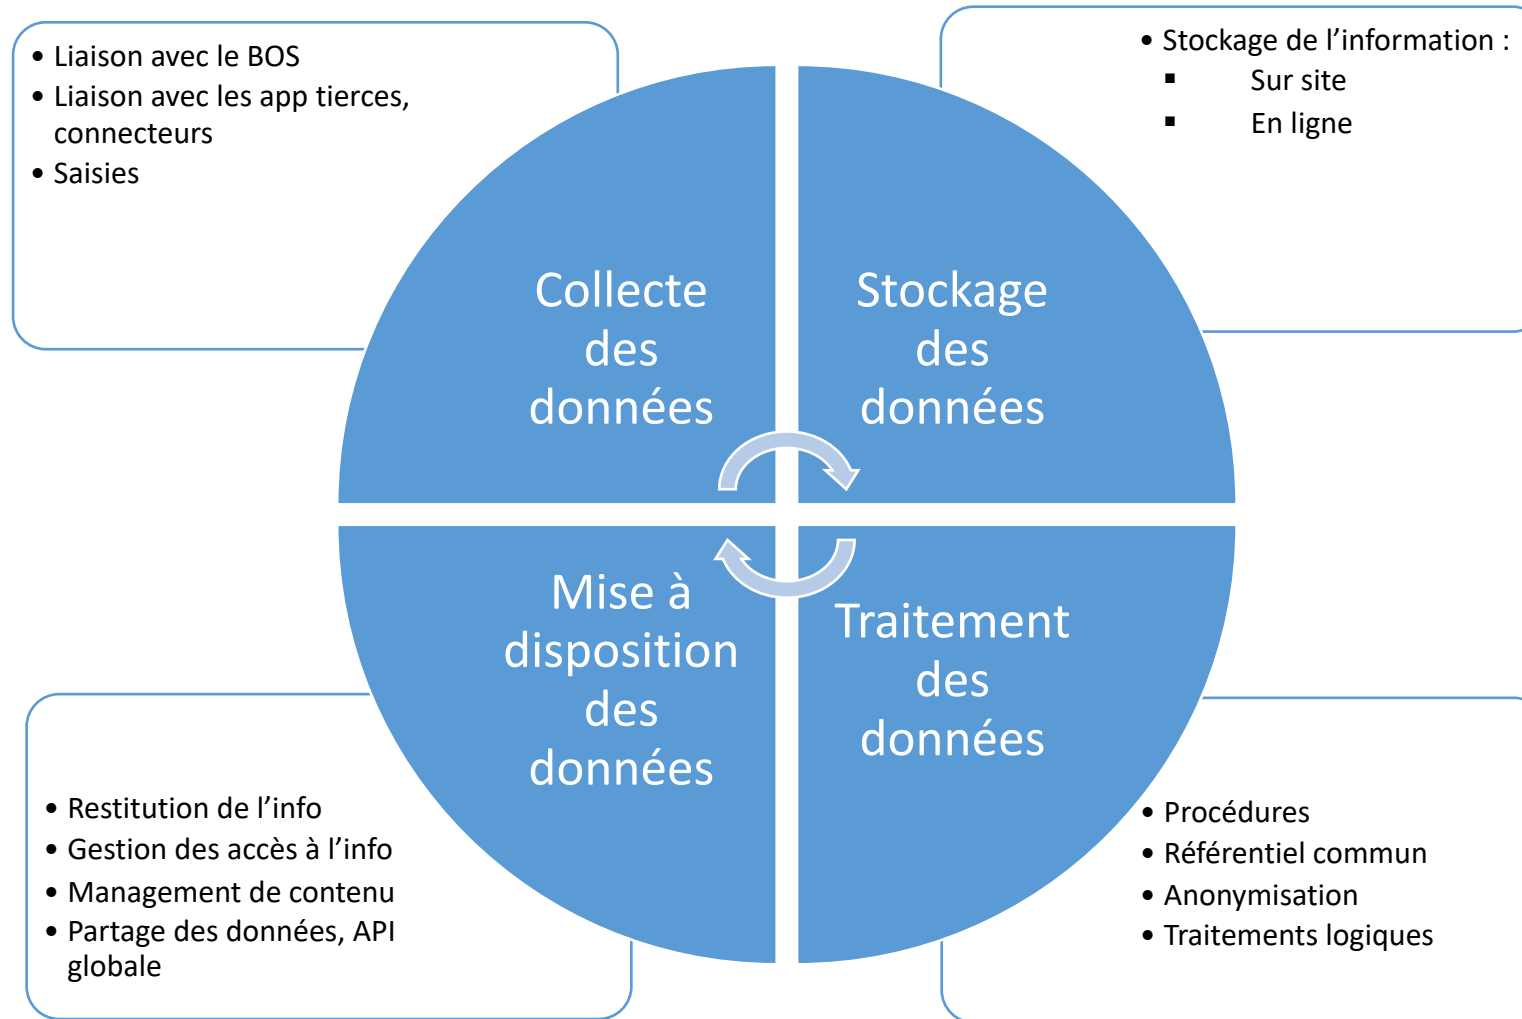 • Liaison avec le BOS
• Liaison avec les app tierces,
connecteurs
• Saisies
• Stockage de l’information :
▪ Sur site
▪ En ligne
Collecte
des
données
Stockage
des
données
Mise à
disposition
des
données
Traitement
des
données
• Restitution de l’info
• Gestion des accès à l’info
• Management de contenu
• Partage des données, API
globale
• Procédures
• Référentiel commun
• Anonymisation
• Traitements logiques